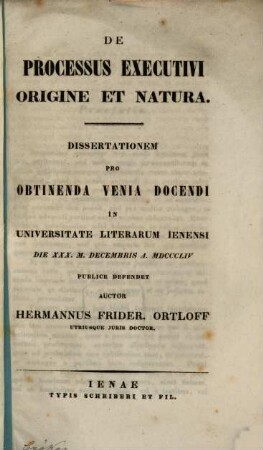 DE
PROCESSUS EXECUTIVI
ORIGINE ET NATURA.
DISSERTATIONEM
PRO
OBTINENDA VENIA DOCENDI
IN
UNIVERSITATE LITERARUM IENENSI
DIE XXX. M. DECEMBRIS A. MDCCCLIV
PUBLICE DEFENDET
AUCTOR
HERMANNUS FRIDER. ORTLOFF
UTRIUSQUE JURIS DOCTOR.
IENAE
TYPIS SCHREIBERI ET FIL.